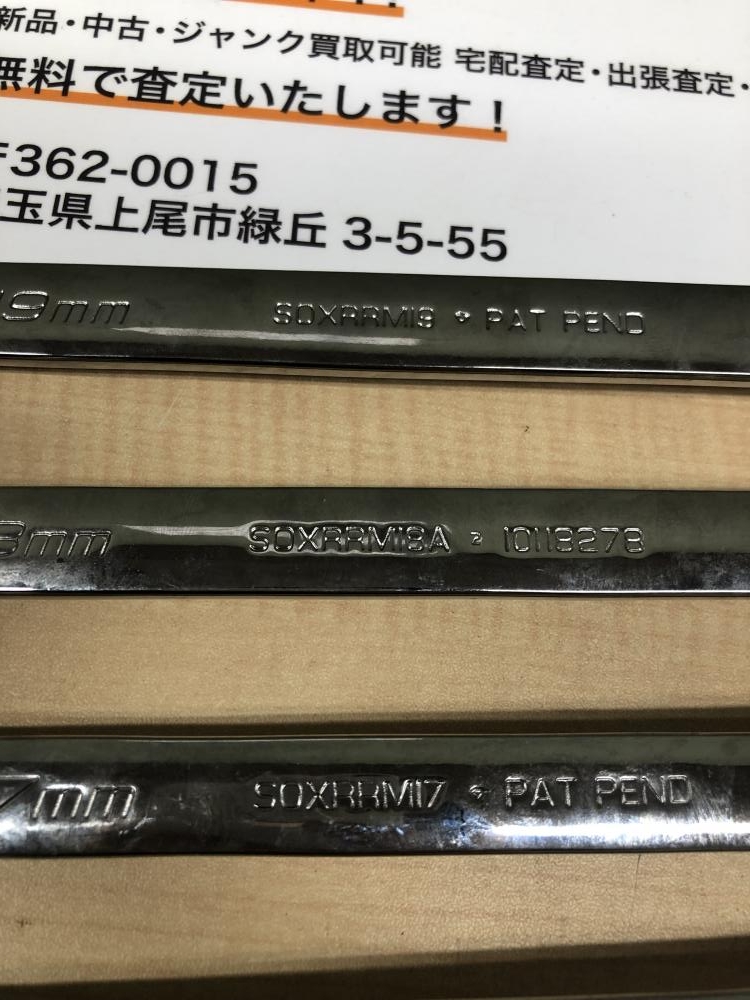 新品・中古・ジャンク買取可能 宅配査定・出張査定・
無料で査定いたします！
〒362-0015
玉県上尾市緑丘 3-5-55
19mm SOXRRM19 PAT PEND
8mm SOXRRM18A 10113278
7mm SOXRRM17 PAT PEND